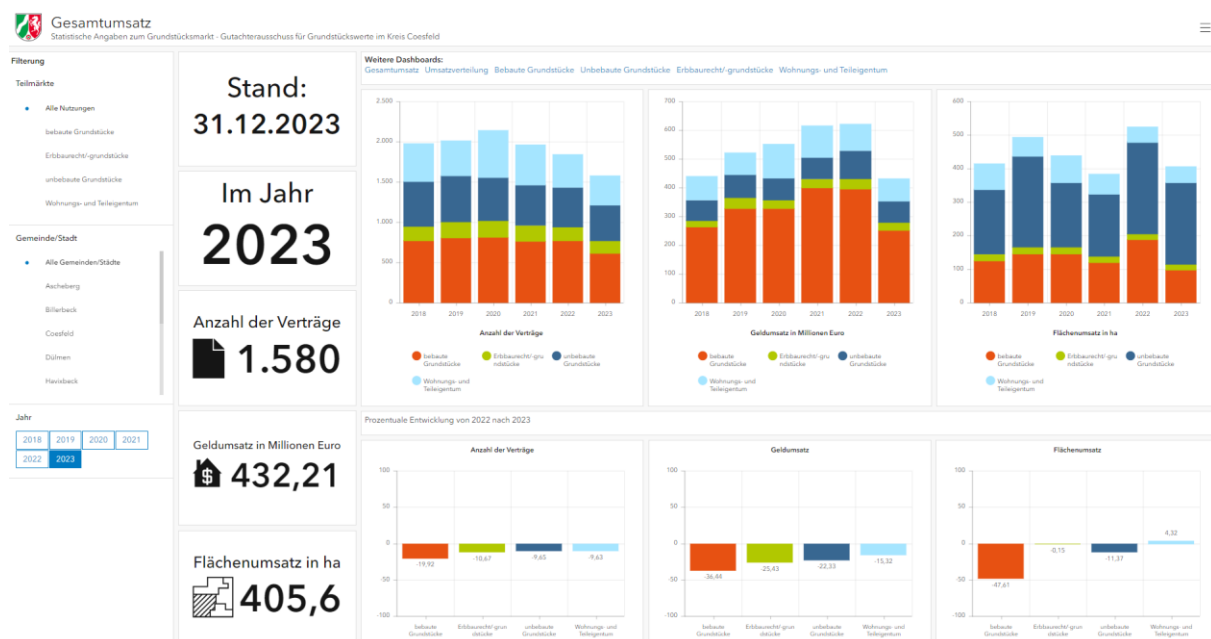 Gesamtumsatz
Statistische Angaben zum Grundstücksmarkt - Gutachterausschuss für Grundstückswerte im Kreis Coesfeld
Filterung
Teilmärkte
Alle Nutzungen
bebaute Grundstücke
Erbbaurecht/-grundstücke
unbebaute Grundstücke
Wohnungs- und Teileigentum
Gemeinde/Stadt
Alle Gemeinden/Städte
Ascheberg
Billerbeck
Coesfeld
Dülmen
Havixbeck
Jahr
2018 2019 2020 2021
2022 2023
Stand:
31.12.2023
Im Jahr
2023
Anzahl der Verträge
1.580
Geldumsatz in Millionen Euro
$ 432,21
Flächenumsatz in ha
405,6
Weitere Dashboards:
Gesamtumsatz Umsatzverteilung Bebaute Grundstücke Unbebaute Grundstücke Erbbaurecht/-grundstücke Wohnungs- und Teileigentum
2.500
2.000
1.500
1.000
500
0
2018 2019 2020 2021 2022 2023
Anzahl der Verträge
bebaute Grundstücke
Erbbaurecht/-gru
ndstücke
unbebaute Grundstücke
Wohnungs- und
Teileigentum
700
600
500
400
300
200
100
0
2018 2019 2020 2021 2022 2023
Geldumsatz in Millionen Euro
bebaute Grundstücke
Erbbaurecht/-gru
ndstücke
unbebaute Grundstücke
Wohnungs- und
Teileigentum
600
500
400
300
200
100
0
2018 2019 2020 2021 2022 2023
Flächenumsatz in ha
bebaute Grundstücke
Erbbaurecht/-gru
ndstücke
unbebaute Grundstücke
Wohnungs- und
Teileigentum
Prozentuale Entwicklung von 2022 nach 2023
Anzahl der Verträge
100
50
0
-50
-100
-19,92
-10,67
-9,65
-9,63
bebaute Grundstücke
Erbbaurecht/-grun
dstücke
unbebaute Grundstücke
Wohnungs- und
Teileigentum
Geldumsatz
100
50
0
-50
-100
-36,44
-25,43
-22,33
-15,32
bebaute Grundstücke
Erbbaurecht/-grun
dstücke
unbebaute Grundstücke
Wohnungs- und
Teileigentum
Flächenumsatz
100
50
0
-50
-100
-47,61
-0,15
-11,37
4,32
bebaute Grundstücke
Erbbaurecht/-grun
dstücke
unbebaute Grundstücke
Wohnungs- und
Teileigentum